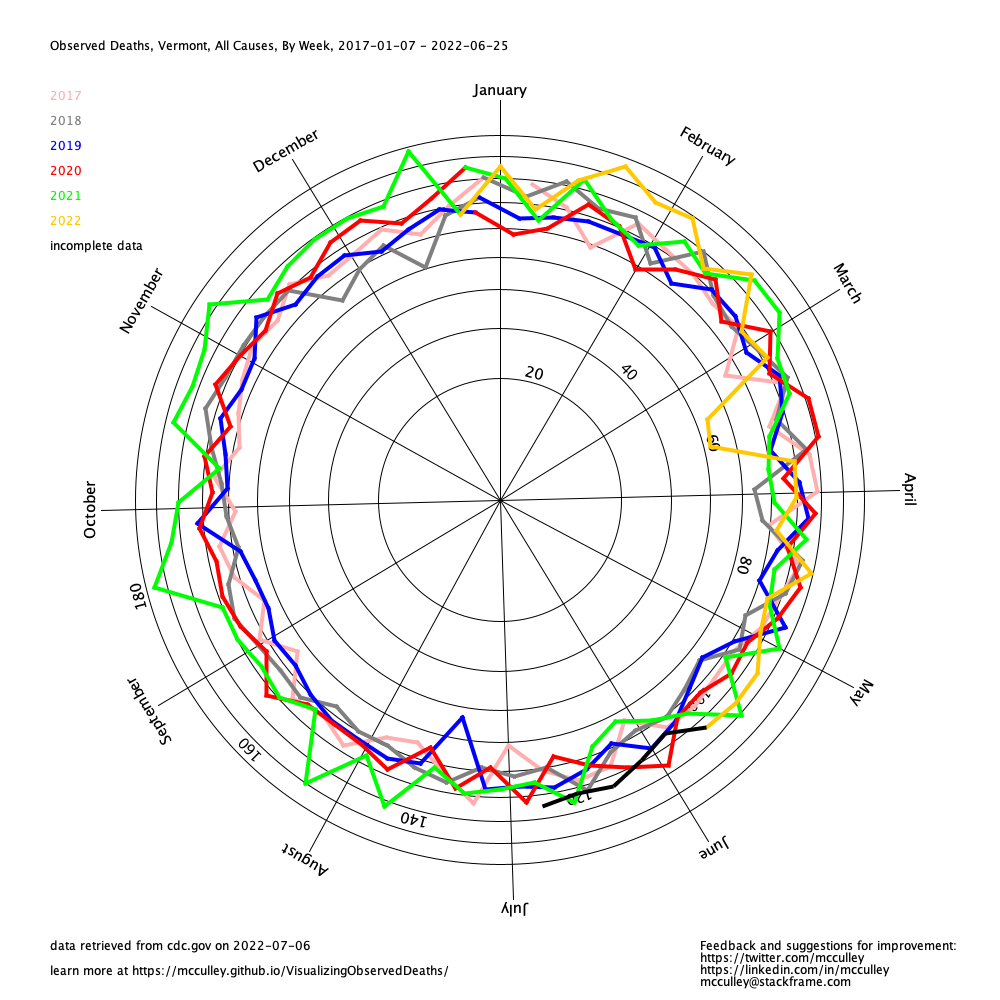 Observed Deaths, Vermont, All Causes, By Week, 2017-01-07 - 2022-06-25
January
2017
2018
2019
2020
2021
2022
incomplete data
December
February
November
March
20
40
60
October
April
80
180
September
May
160
140
120
August
June
July
data retrieved from cdc.gov on 2022-07-06
learn more at https://mcculley.github.io/VisualizingObservedDeaths/
Feedback and suggestions for improvement:
https://twitter.com/mcculley
https://linkedin.com/in/mcculley
mcculley@stackframe.com